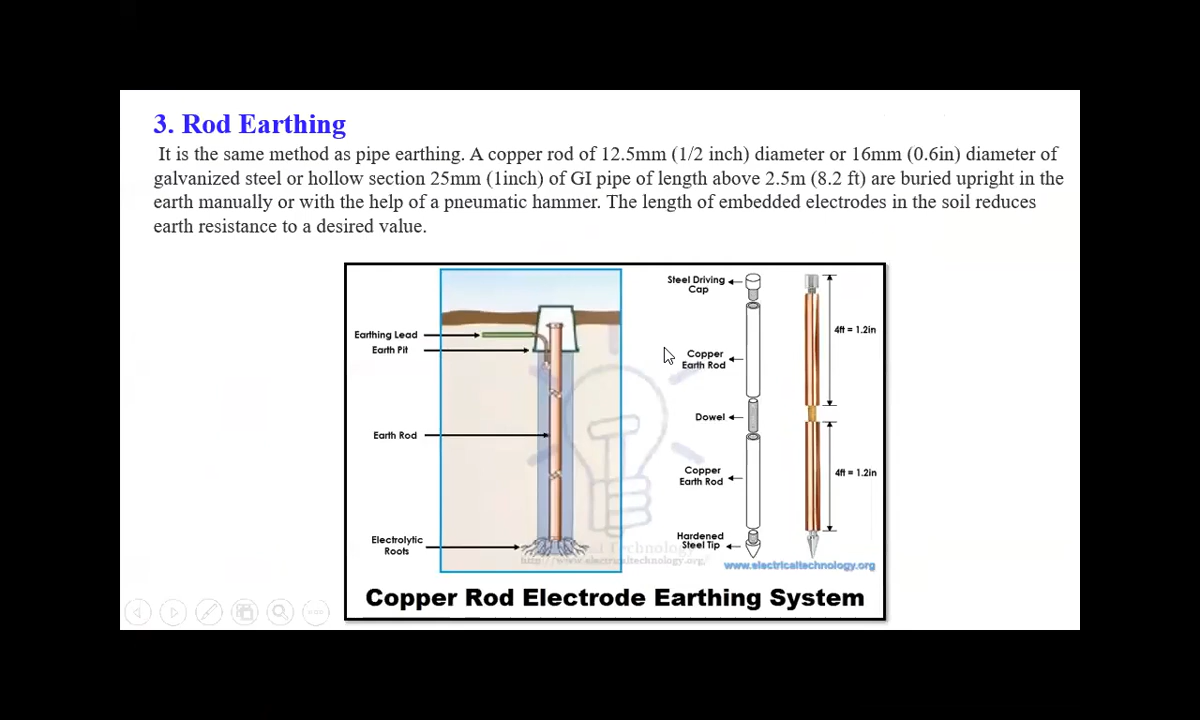 3. Rod Earthing
It is the same method as pipe earthing. A copper rod of 12.5mm (1/2 inch) diameter or 16mm (0.6in) diameter of
galvanized steel or hollow section 25mm (1inch) of GI pipe of length above 2.5m (8.2 ft) are buried upright in the
earth manually or with the help of a pneumatic hammer. The length of embedded electrodes in the soil reduces
earth resistance to a desired value.
Earthing Lead
Earth Pit
Earth Rod
Electrolytic
Roots
Steel Driving
Cap
Copper
Earth Rod
Dowel
Copper
Earth Rod
Hardened
Steel Tip
4ft = 1.2in
4ft = 1.2in
www.electricaltechnology.org
Copper Rod Electrode Earthing System